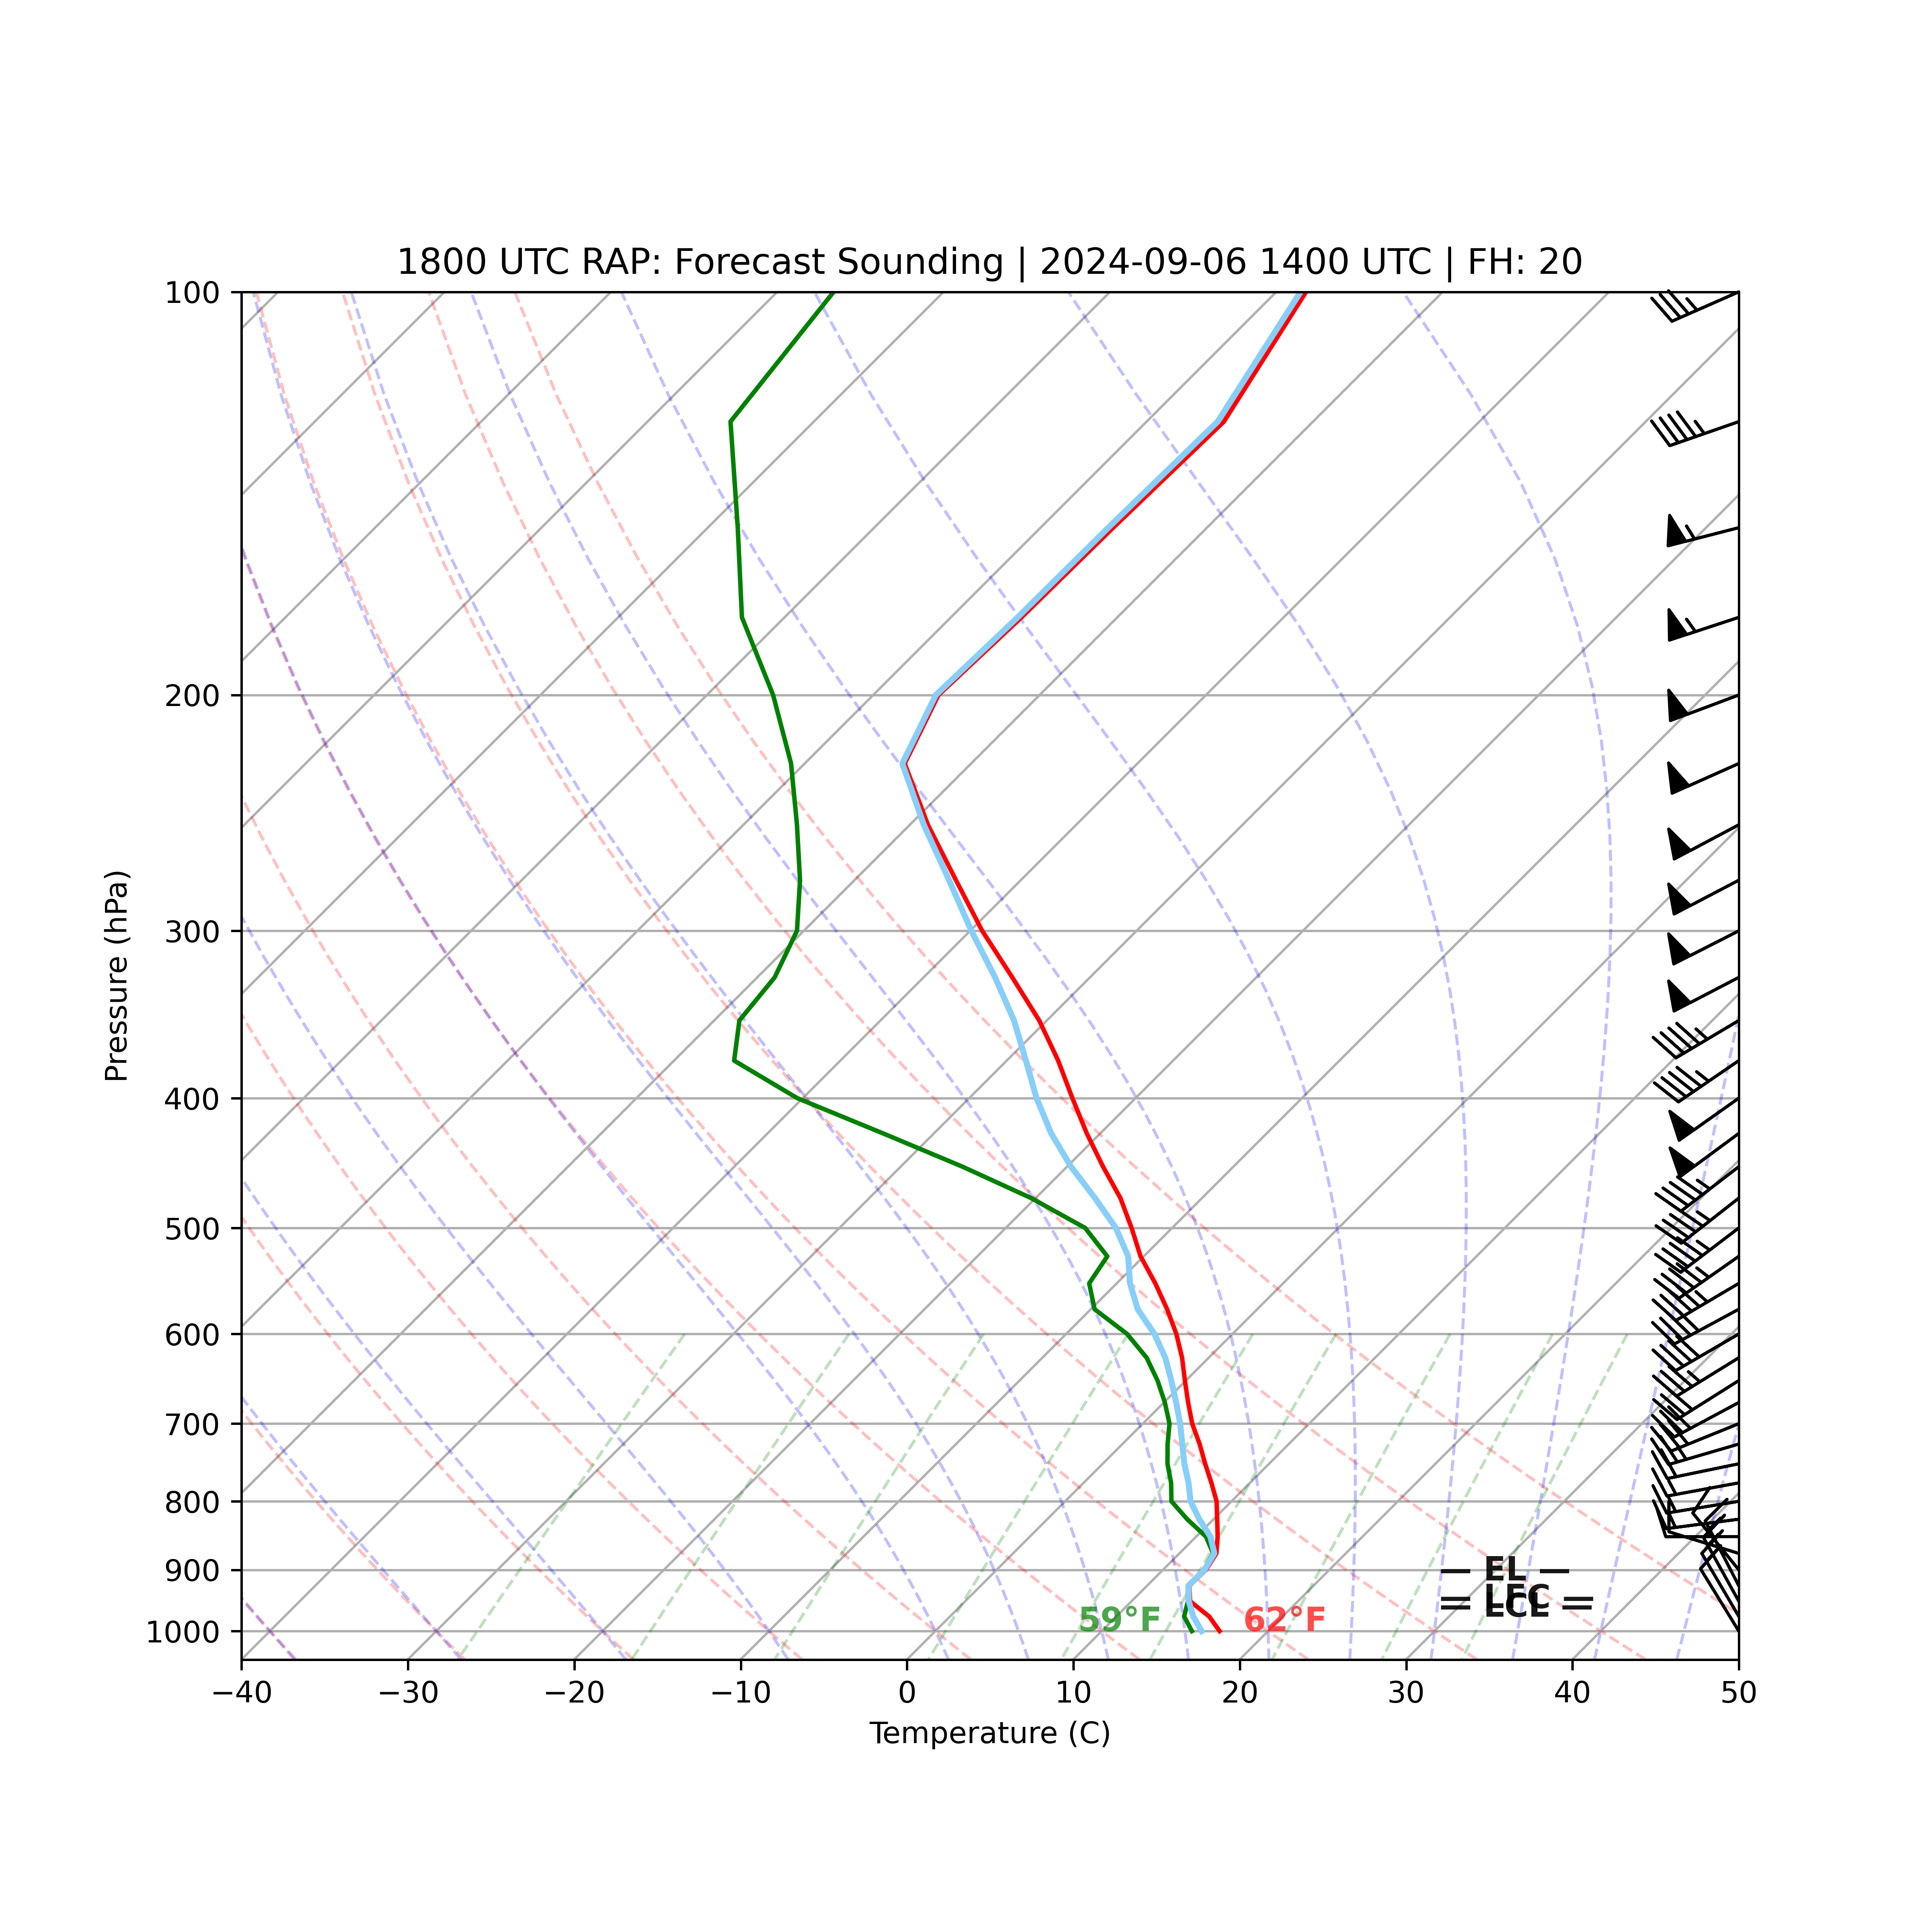 1800 UTC RAP: Forecast Sounding | 2024-09-06 1400 UTC | FH: 20
100
200
300
400
500
600
700
800
900
1000
Pressure (hPa)
— EL —
— LFC —
— LCL —
59°F
62°F
−40
−30
−20
−10
0
10
20
30
40
50
Temperature (C)